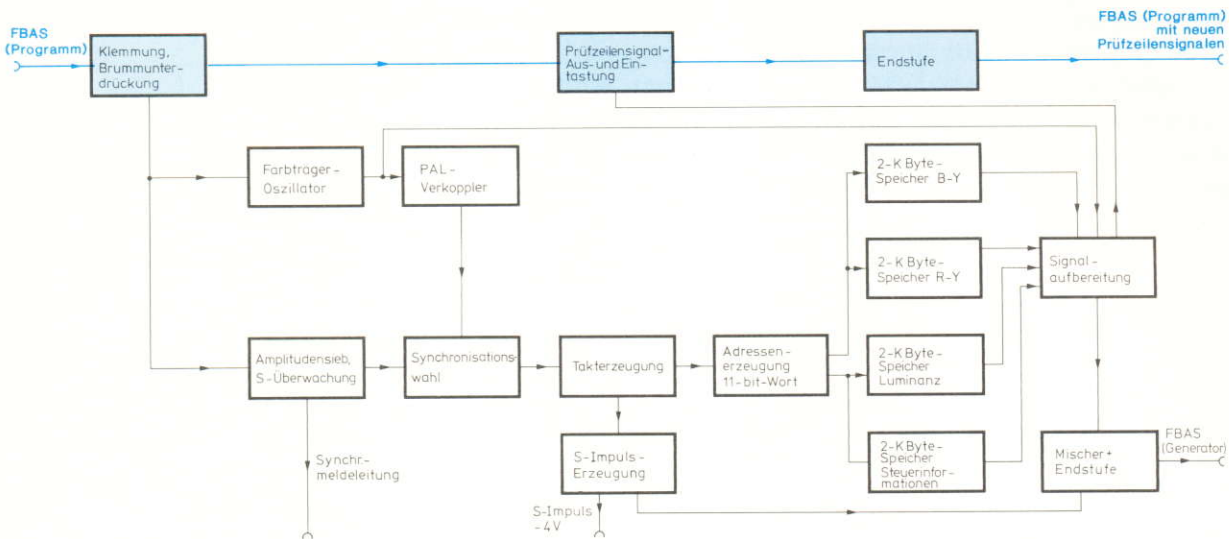 FBAS
(Programm)
Klemmung,
Brummunter-
drückung
Prüfzeilensignal-
Aus- und Ein-
tastung
Endstufe
FBAS (Programm)
mit neuen
Prüfzeilensignalen
Farbträger-
Oszillator
PAL-
Verkoppler
2-K Byte-
Speicher B-Y
2-K Byte-
Speicher R-Y
Signal-
aufbereitung
Amplitudensieb,
S-Überwachung
Synchronisations-
wahl
Takterzeugung
Adressen-
erzeugung
11-bit-Wort
2-K Byte-
Speicher
Luminanz
Synchr.-
meldeleitung
S-Impuls-
Erzeugung
2-K Byte-
Speicher
Steuerinfor-
mationen
Mischer+
Endstufe
FBAS
(Generator)
S-Impuls
-4V